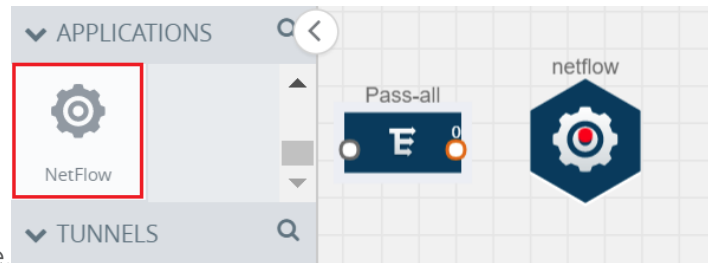 APPLICATIONS
NetFlow
TUNNELS
Pass-all
0
netflow
e